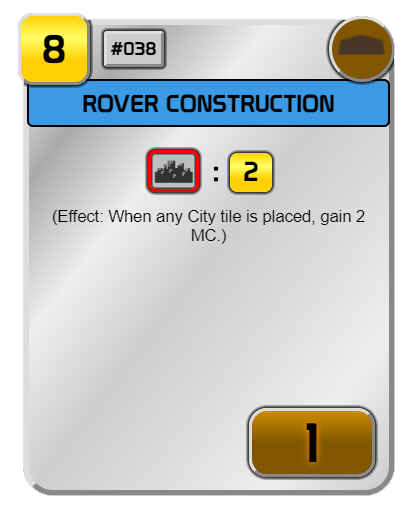 8
#038
ROVER CONSTRUCTION
: 2
(Effect: When any City tile is placed, gain 2
MC.)
1